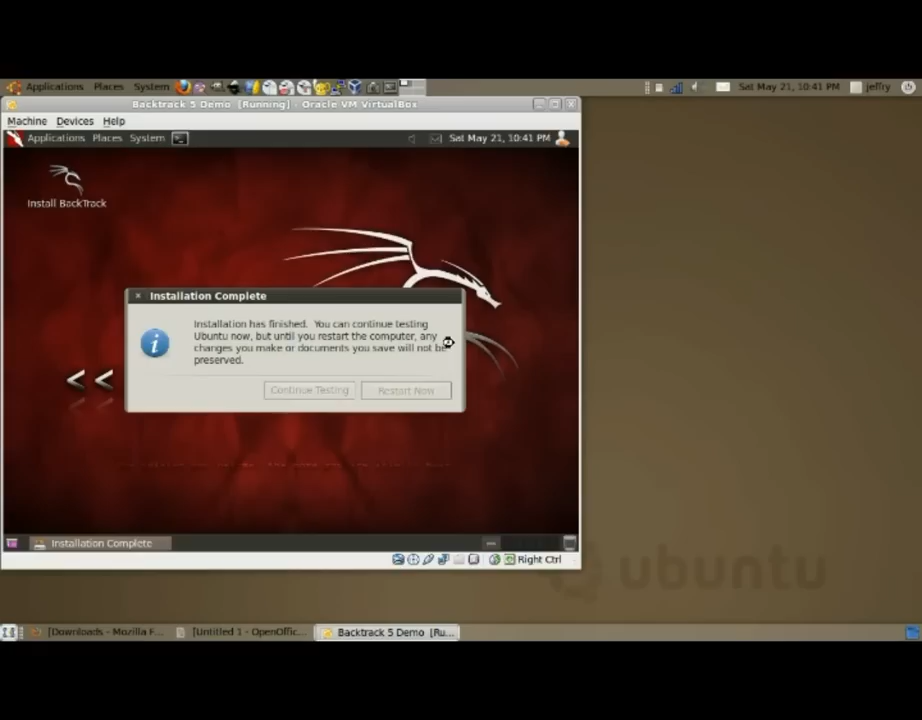 Applications Places System Sat May 21, 10:41 PM jeffry
Backtrack 5 Demo [Running] - Oracle VM VirtualBox
Machine Devices Help
Applications Places System Sat May 21, 10:41 PM
Install BackTrack
<<
Installation Complete
Installation has finished. You can continue testing
Ubuntu now, but until you restart the computer, any
changes you make or documents you save will not be
preserved.
Continue Testing Restart Now
Installation Complete
Right Ctrl
ubuntu
[Downloads - Mozilla F... [Untitled 1 - OpenOffic... Backtrack 5 Demo [Ru...